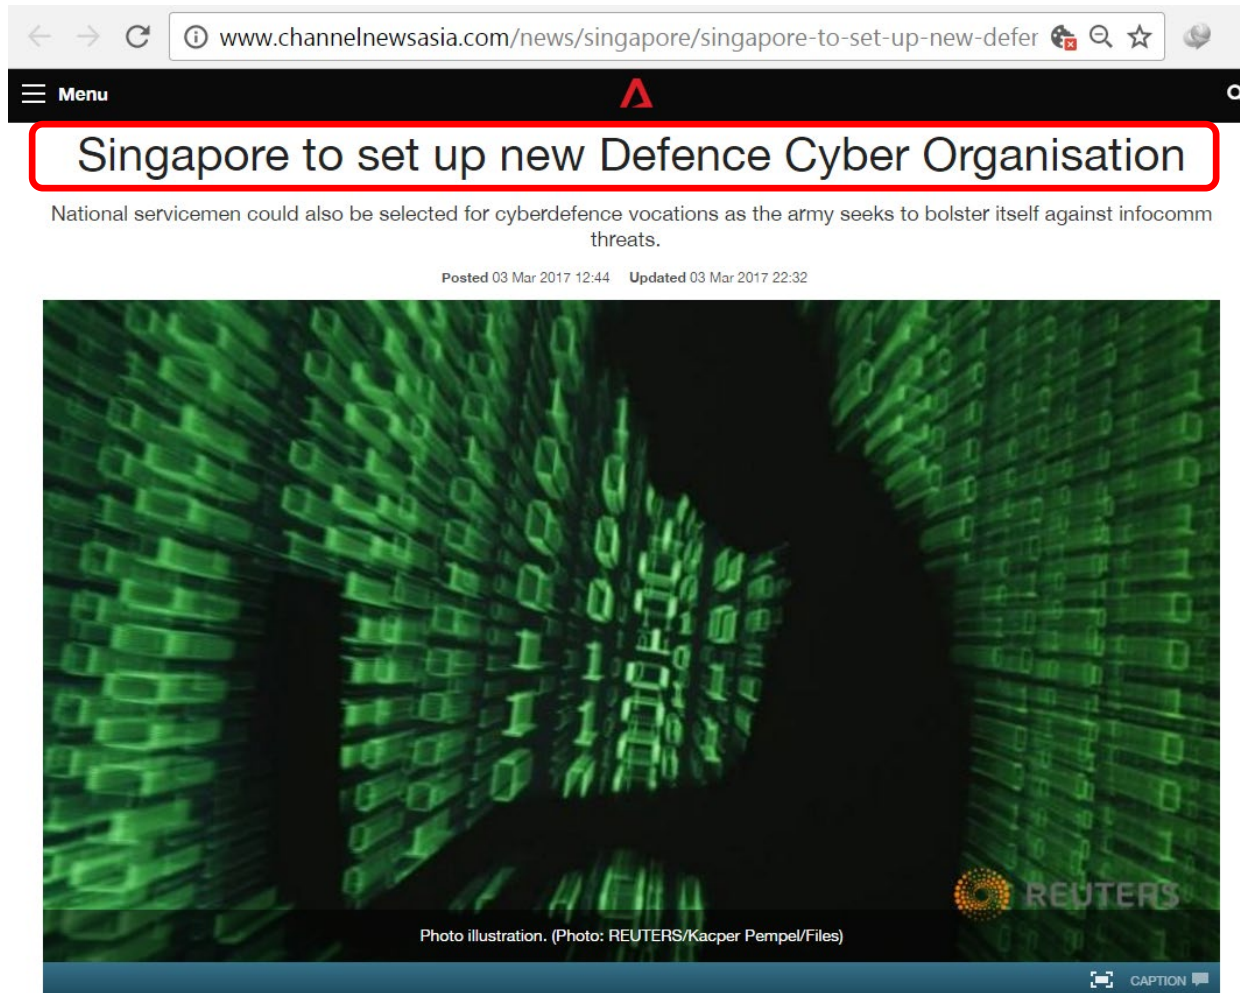 www.channelnewsasia.com/news/singapore/singapore-to-set-up-new-defer
Menu
Singapore to set up new Defence Cyber Organisation
National servicemen could also be selected for cyberdefence vocations as the army seeks to bolster itself against infocomm
threats.
Posted 03 Mar 2017 12:44 Updated 03 Mar 2017 22:32
REUTERS
Photo illustration. (Photo: REUTERS/Kacper Pempel/Files)
CAPTION